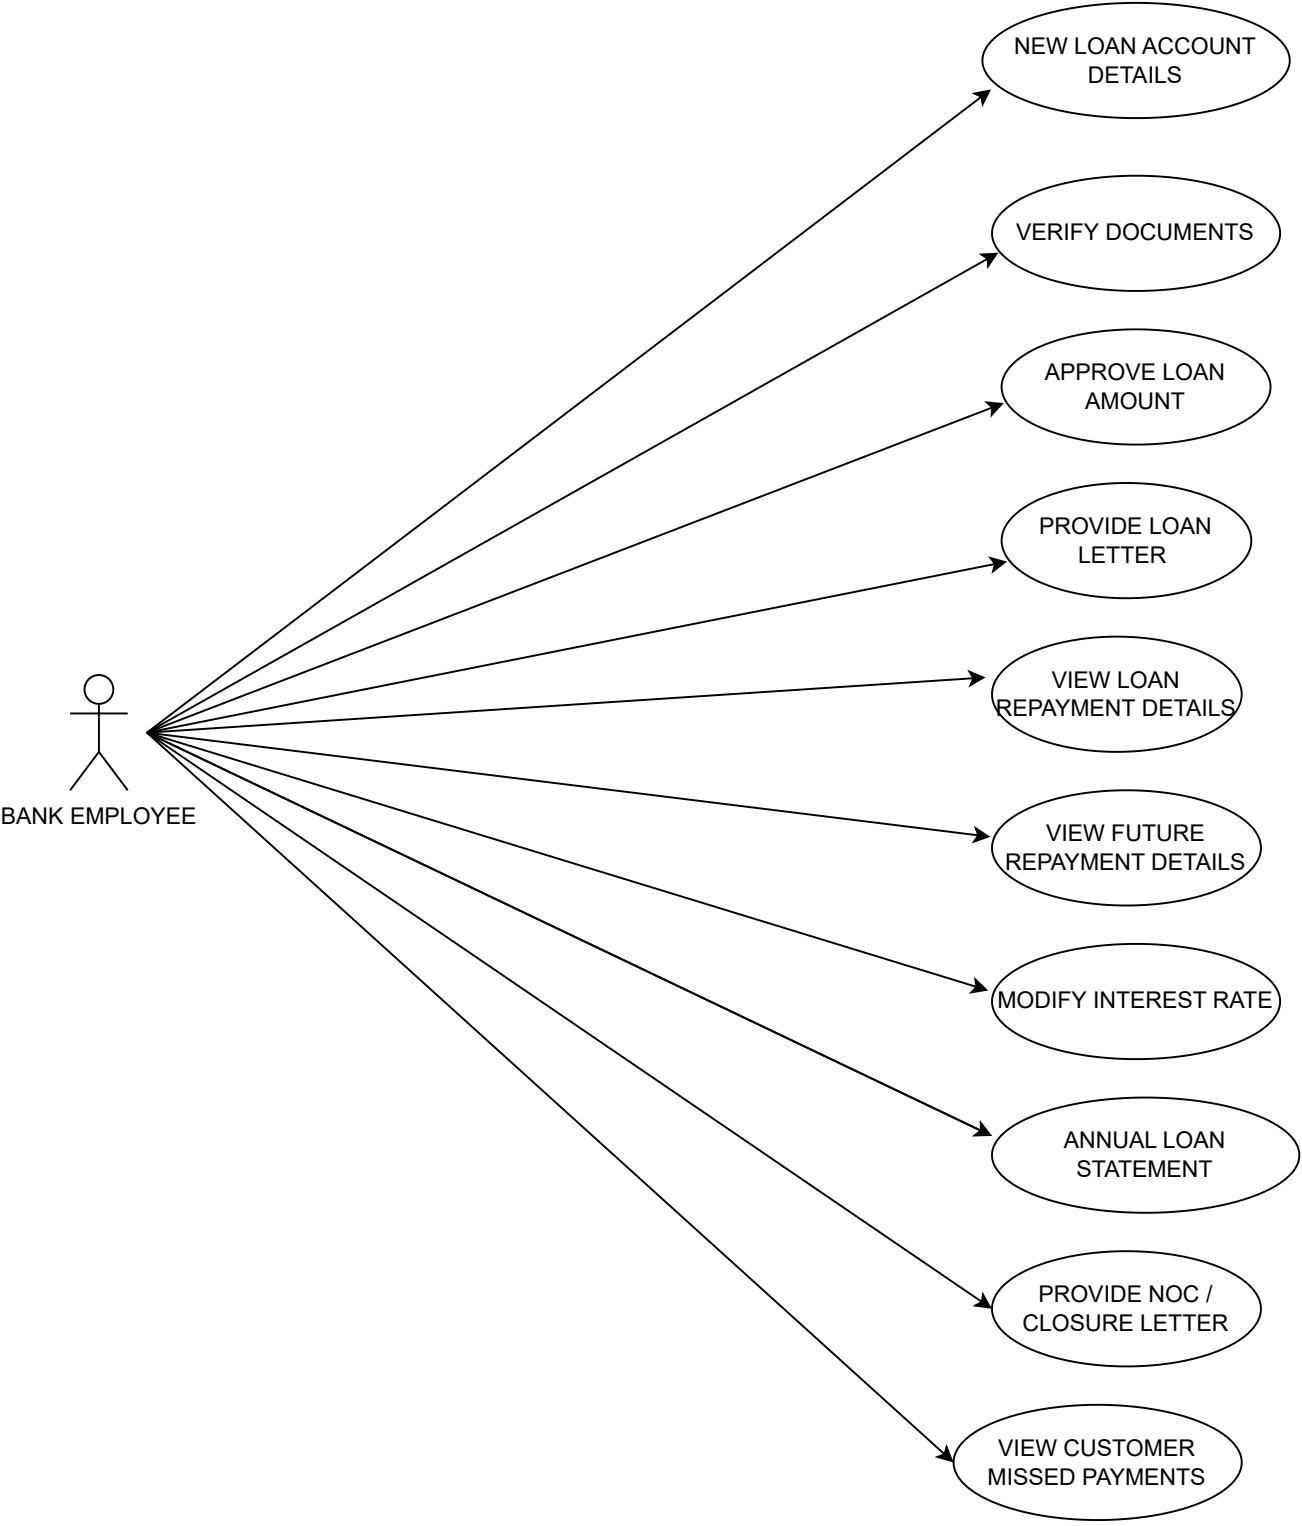 NEW LOAN ACCOUNT
DETAILS
VERIFY DOCUMENTS
APPROVE LOAN
AMOUNT
PROVIDE LOAN
LETTER
VIEW LOAN
REPAYMENT DETAILS
BANK EMPLOYEE
VIEW FUTURE
REPAYMENT DETAILS
MODIFY INTEREST RATE
ANNUAL LOAN
STATEMENT
PROVIDE NOC /
CLOSURE LETTER
VIEW CUSTOMER
MISSED PAYMENTS